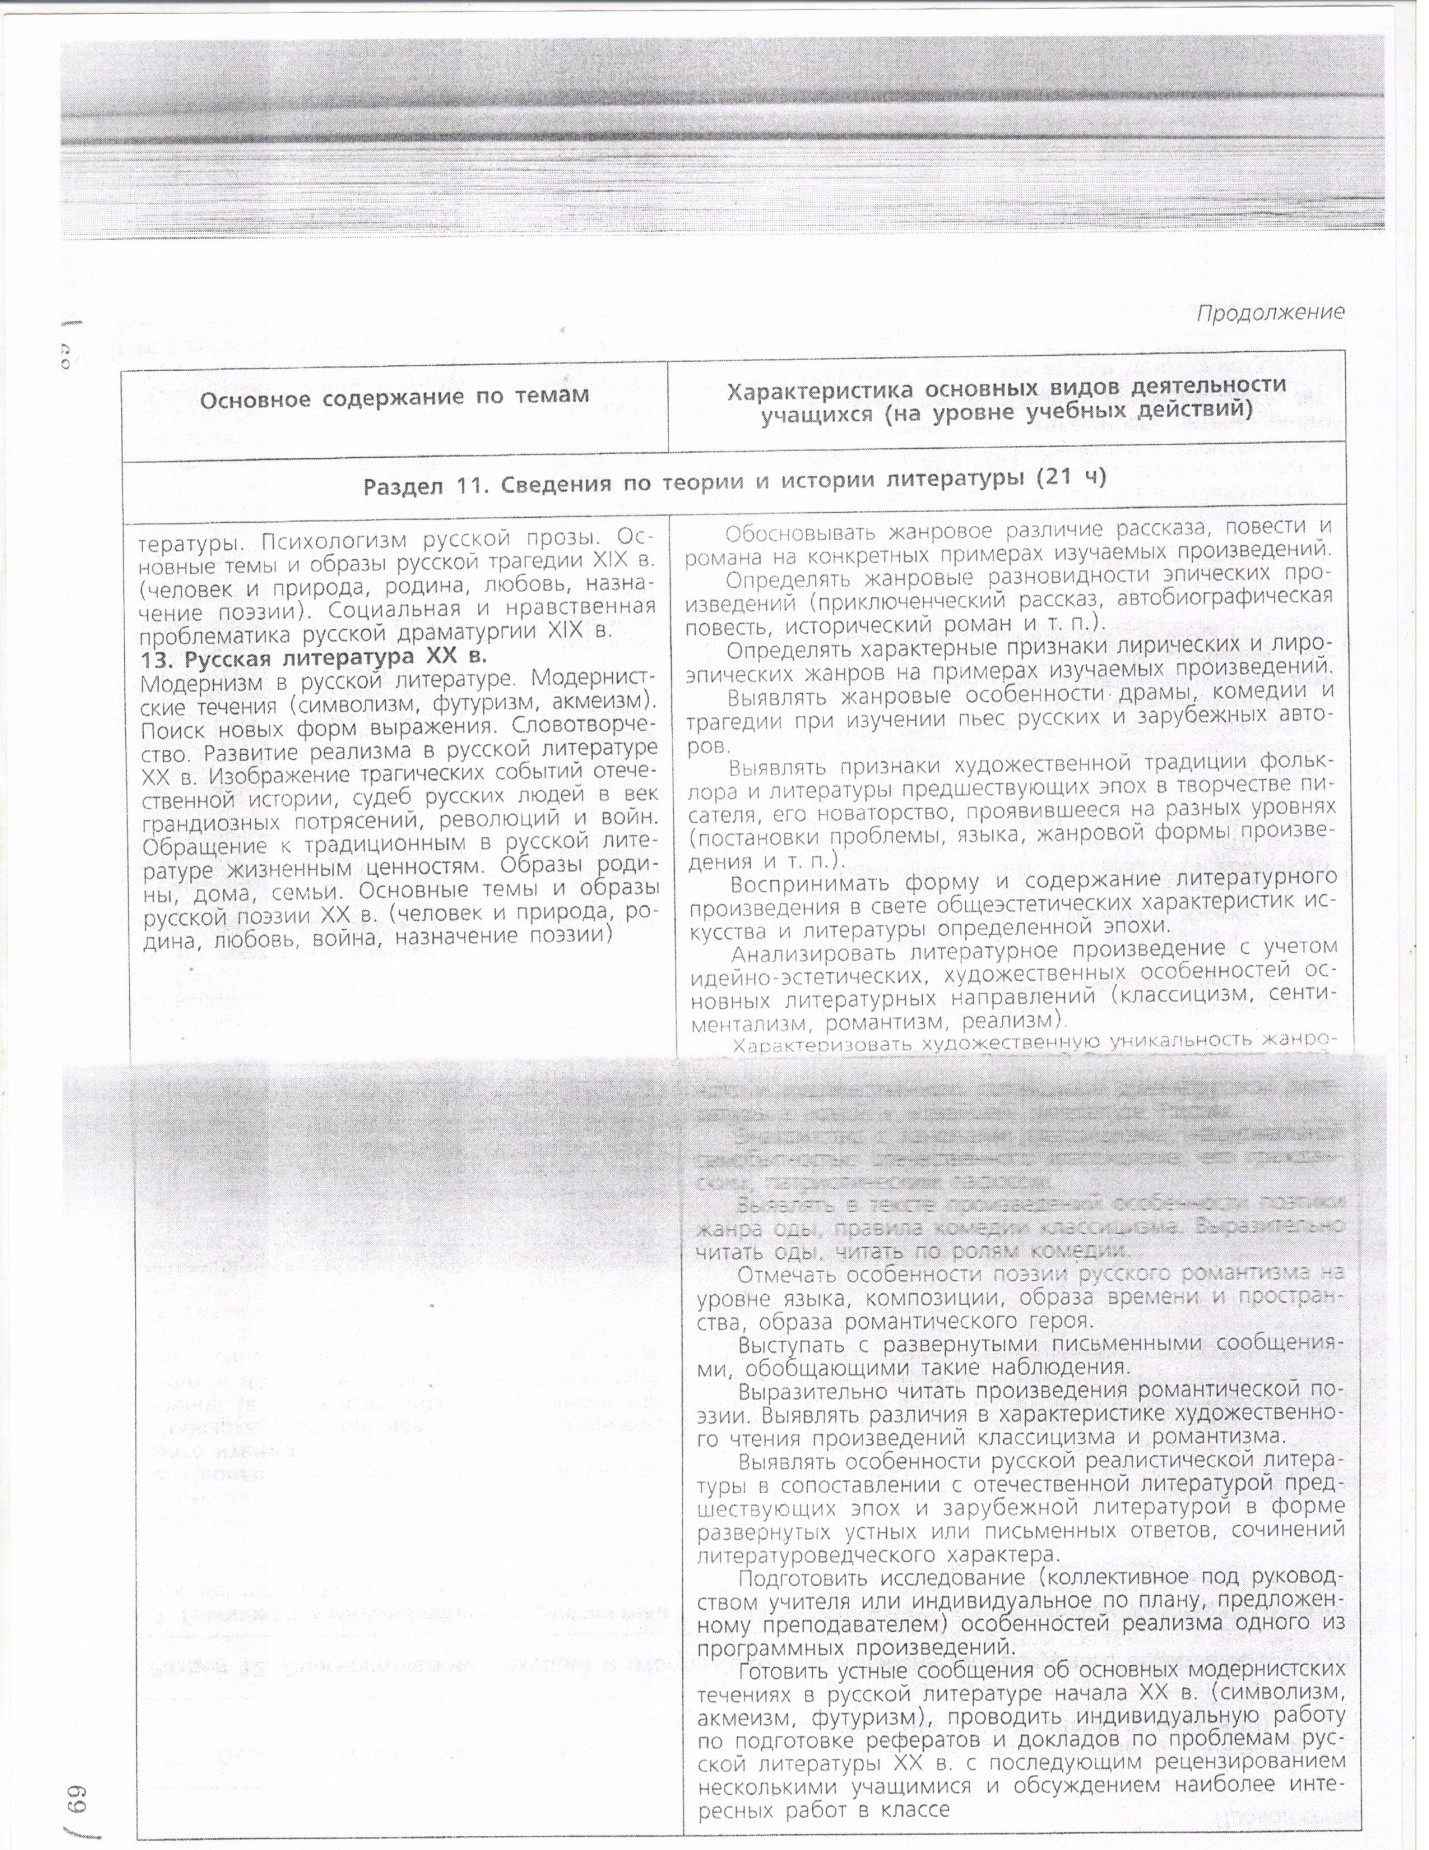 Продолжение
Основное содержание по темам
Характеристика основных видов деятельности
учащихся (на уровне учебных действий)
Раздел 11. Сведения по теории и истории литературы (21 ч)
тературы. Психологизм русской прозы. Ос-
новные темы и образы русской трагедии XIX в.
(человек и природа, родина, любовь, назна-
чение поэзии). Социальная и нравственная
проблематика русской драматургии XIX в.
13. Русская литература XX в.
Модернизм в русской литературе. Модернист-
ские течения (символизм, футуризм, акмеизм).
Поиск новых форм выражения. Словотворче-
ство. Развитие реализма в русской литературе
XX в. Изображение трагических событий отече-
ственной истории, судеб русских людей в век
грандиозных потрясений, революций и войн.
Обращение к традиционным в русской лите-
ратуре жизненным ценностям. Образы роди-
ны, дома, семьи. Основные темы и образы
русской поэзии XX в. (человек и природа, ро-
дина, любовь, война, назначение поэзии)
Обосновывать жанровое различие рассказа, повести и
романа на конкретных примерах изучаемых произведений.
Определять жанровые разновидности эпических про-
изведений (приключенческий рассказ, автобиографическая
повесть, исторический роман и т. п.).
Определять характерные признаки лирических и лиро-
эпических жанров на примерах изучаемых произведений.
Выявлять жанровые особенности драмы, комедии и
трагедии при изучении пьес русских и зарубежных авто-
ров.
Выявлять признаки художественной традиции фольк-
лора и литературы предшествующих эпох в творчестве пи-
сателя, его новаторство, проявившееся на разных уровнях
(постановки проблемы, языка, жанровой формы произве-
дения и т. п.).
Воспринимать форму и содержание литературного
произведения в свете общеэстетических характеристик ис-
кусства и литературы определенной эпохи.
Анализировать литературное произведение с учетом
идейно-эстетических, художественных особенностей ос-
новных литературных направлений (классицизм, сенти-
ментализм, романтизм, реализм).
Характеризовать художественную уникальность жанро-
Выявлять в тексте произведений особенности поэтики
жанра оды, правила комедии классицизма. Выразительно
читать оды, читать по ролям комедии.
Отмечать особенности поэзии русского романтизма на
уровне языка, композиции, образа времени и простран-
ства, образа романтического героя.
Выступать с развернутыми письменными сообщения-
ми, обобщающими такие наблюдения.
Выразительно читать произведения романтической по-
эзии. Выявлять различия в характеристике художественно-
го чтения произведений классицизма и романтизма.
Выявлять особенности русской реалистической литера-
туры в сопоставлении с отечественной литературой пред-
шествующих эпох и зарубежной литературой в форме
развернутых устных или письменных ответов, сочинений
литературоведческого характера.
Подготовить исследование (коллективное под руковод-
ством учителя или индивидуальное по плану, предложен-
ному преподавателем) особенностей реализма одного из
программных произведений.
Готовить устные сообщения об основных модернистских
течениях в русской литературе начала XX в. (символизм,
акмеизм, футуризм), проводить индивидуальную работу
по подготовке рефератов и докладов по проблемам рус-
ской литературы XX в. с последующим рецензированием
несколькими учащимися и обсуждением наиболее инте-
ресных работ в классе
69